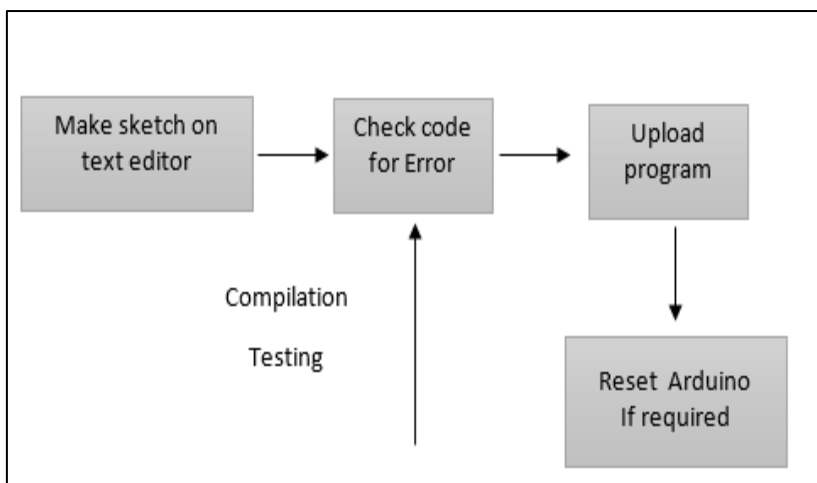 Make sketch on
text editor
Check code
for Error
Upload
program
Compilation
Testing
Reset Arduino
If required